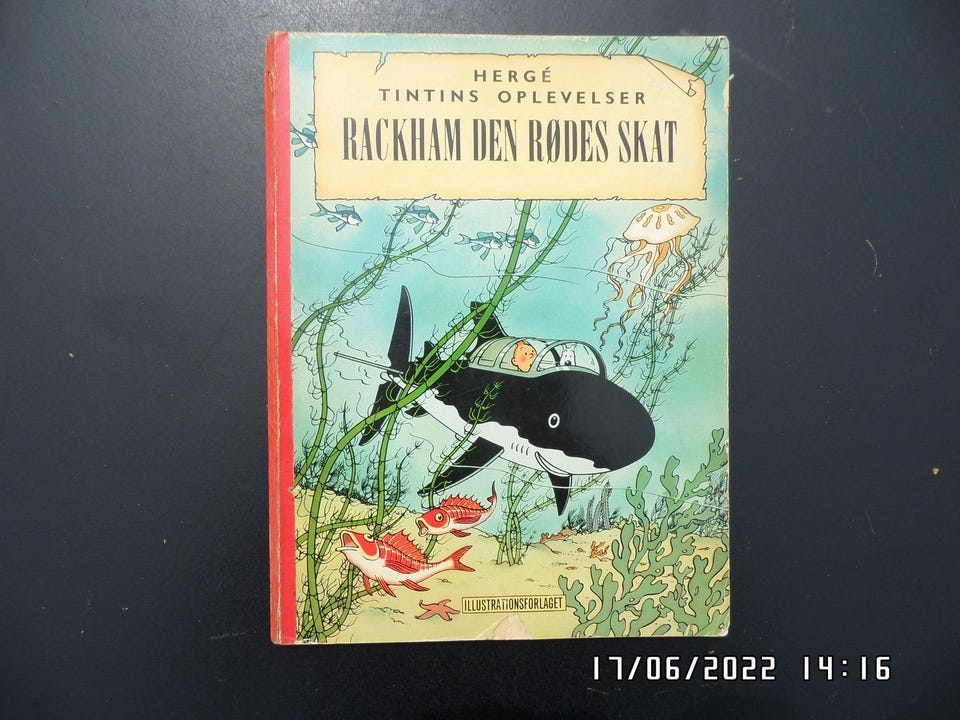 HERGÉ
TINTINS OPLEVELSER
RACKHAM DEN RØDES SKAT
ILLUSTRATIONSFORLAGET
17/06/2022 14:16